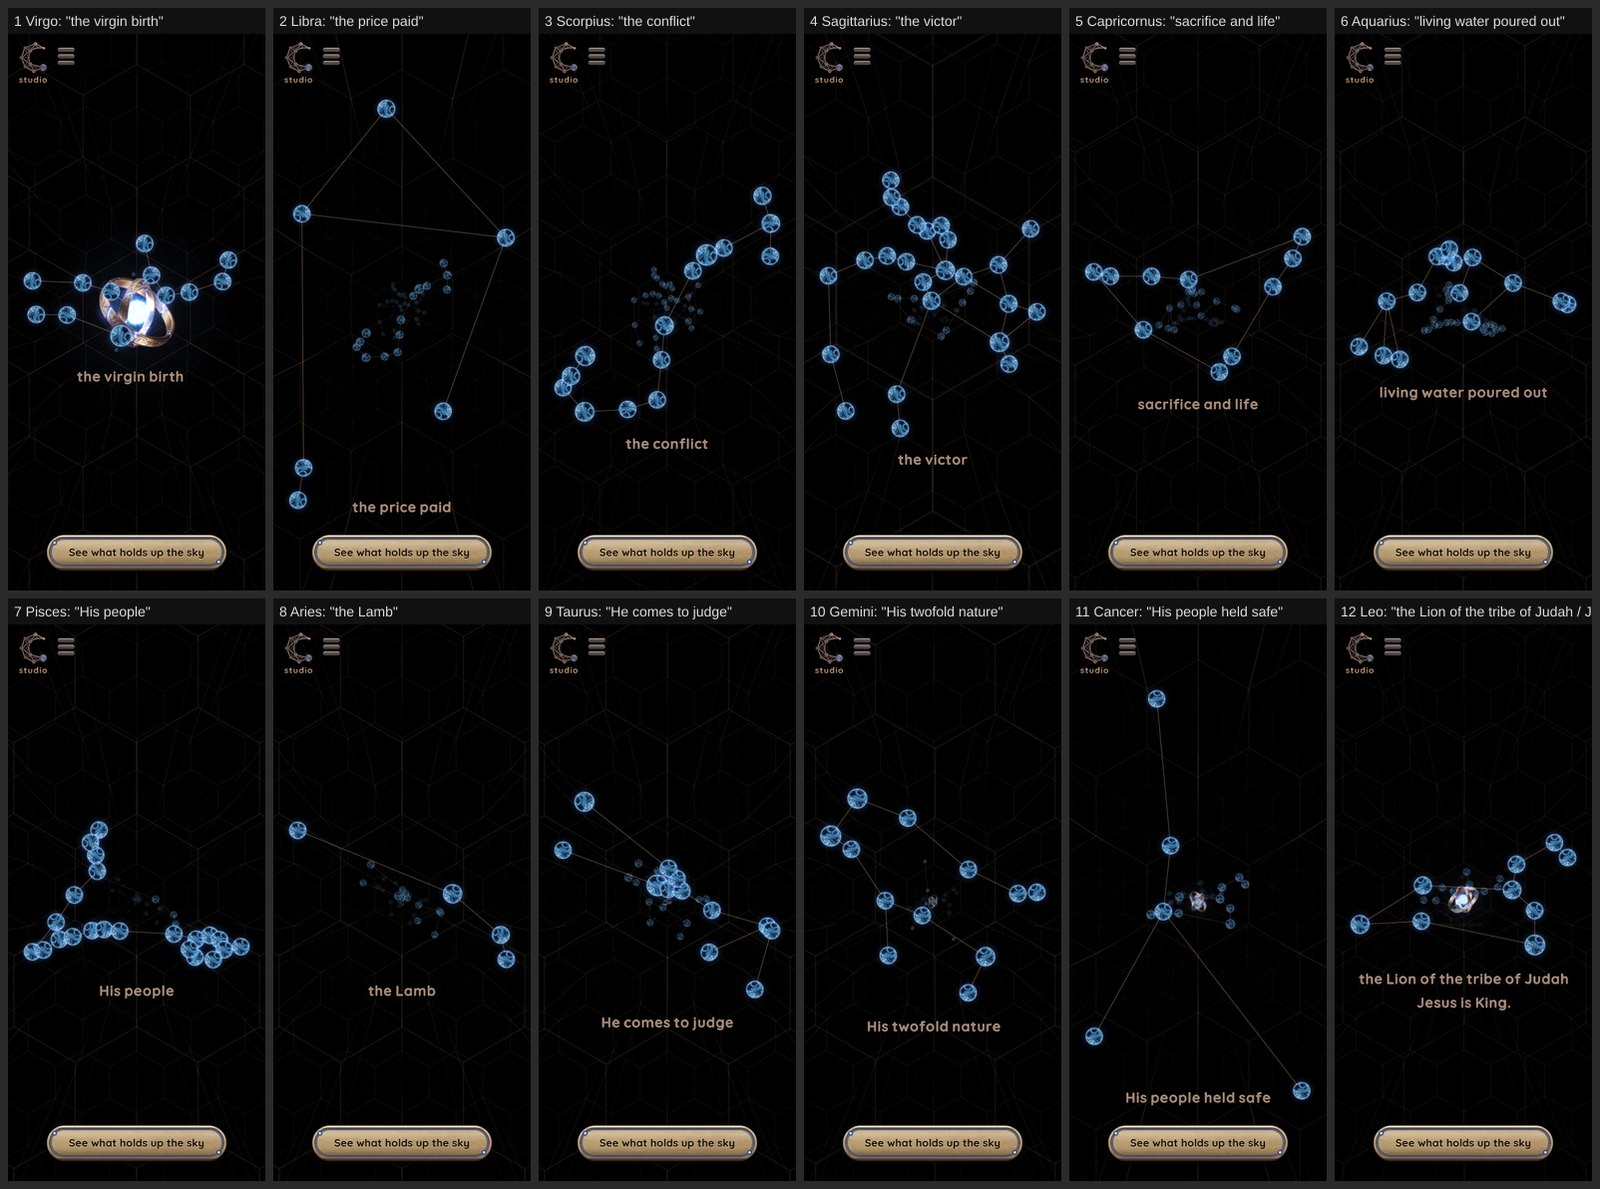 1 Virgo: "the virgin birth"
studio
the virgin birth
See what holds up the sky
2 Libra: "the price paid"
studio
the price paid
See what holds up the sky
3 Scorpius: "the conflict"
studio
the conflict
See what holds up the sky
4 Sagittarius: "the victor"
studio
the victor
See what holds up the sky
5 Capricornus: "sacrifice and life"
studio
sacrifice and life
See what holds up the sky
6 Aquarius: "living water poured out"
studio
living water poured out
See what holds up the sky
7 Pisces: "His people"
studio
His people
See what holds up the sky
8 Aries: "the Lamb"
studio
the Lamb
See what holds up the sky
9 Taurus: "He comes to judge"
studio
He comes to judge
See what holds up the sky
10 Gemini: "His twofold nature"
studio
His twofold nature
See what holds up the sky
11 Cancer: "His people held safe"
studio
His people held safe
See what holds up the sky
12 Leo: "the Lion of the tribe of Judah / J
studio
the Lion of the tribe of Judah
Jesus is King.
See what holds up the sky